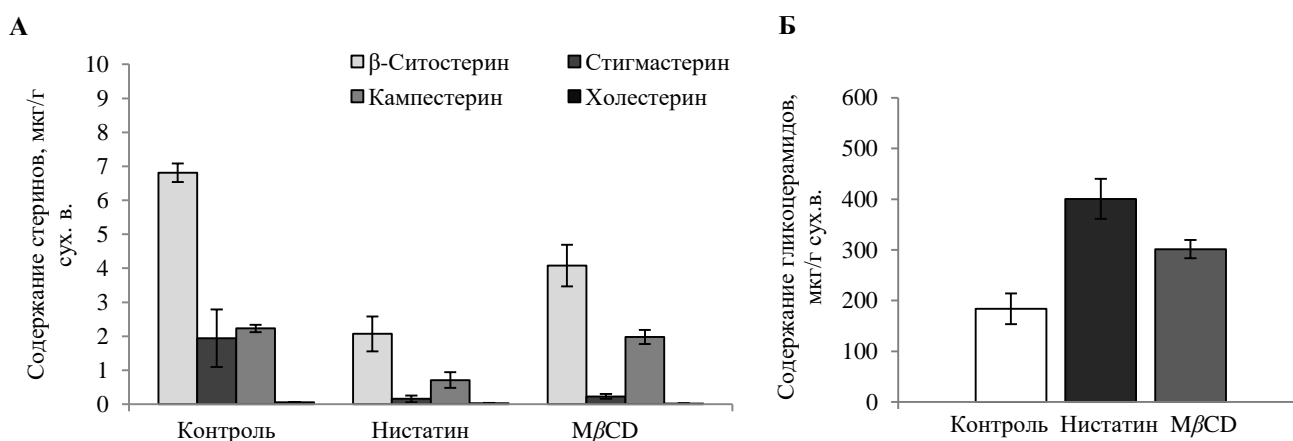 А
Содержание стеринов, мкг/г
сух. в.
10
9
8
7
6
5
4
3
2
1
0
β-Ситостерин
Стигмастерин
Кампестерин
Холестерин
Контроль
Нистатин
MβCD
Б
Содержание гликоцерамидов,
мкг/г сух.в.
600
500
400
300
200
100
0
Контроль
Нистатин
MβCD